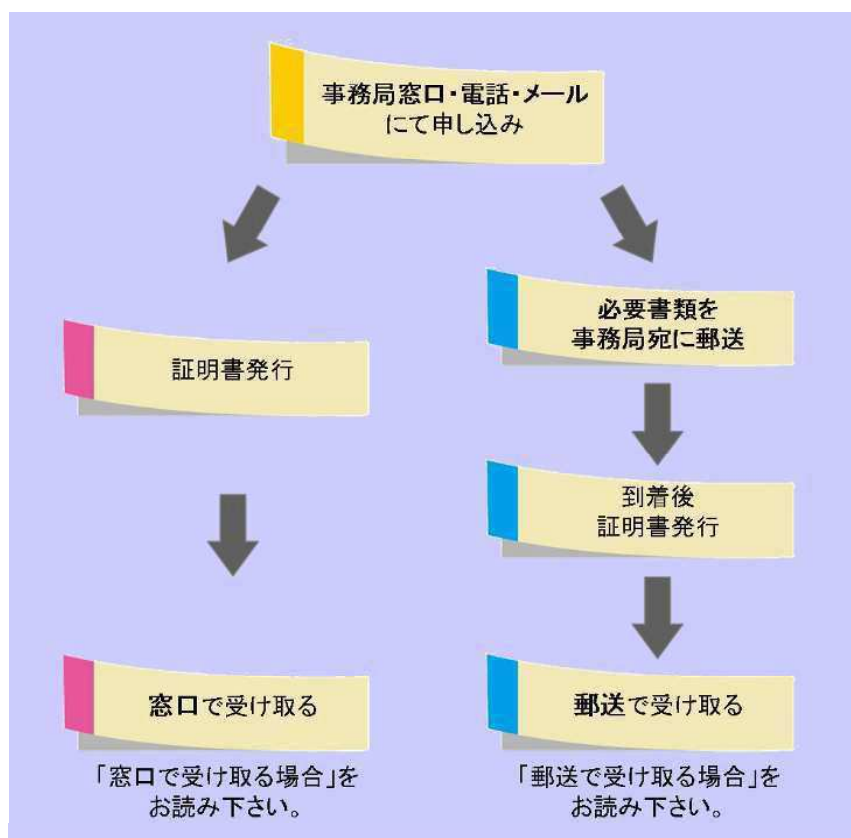 事務局窓口・電話・メール
にて申し込み
証明書発行
窓口で受け取る
「窓口で受け取る場合」を
お読み下さい。
必要書類を
事務局宛に郵送
到着後
証明書発行
郵送で受け取る
「郵送で受け取る場合」を
お読み下さい。